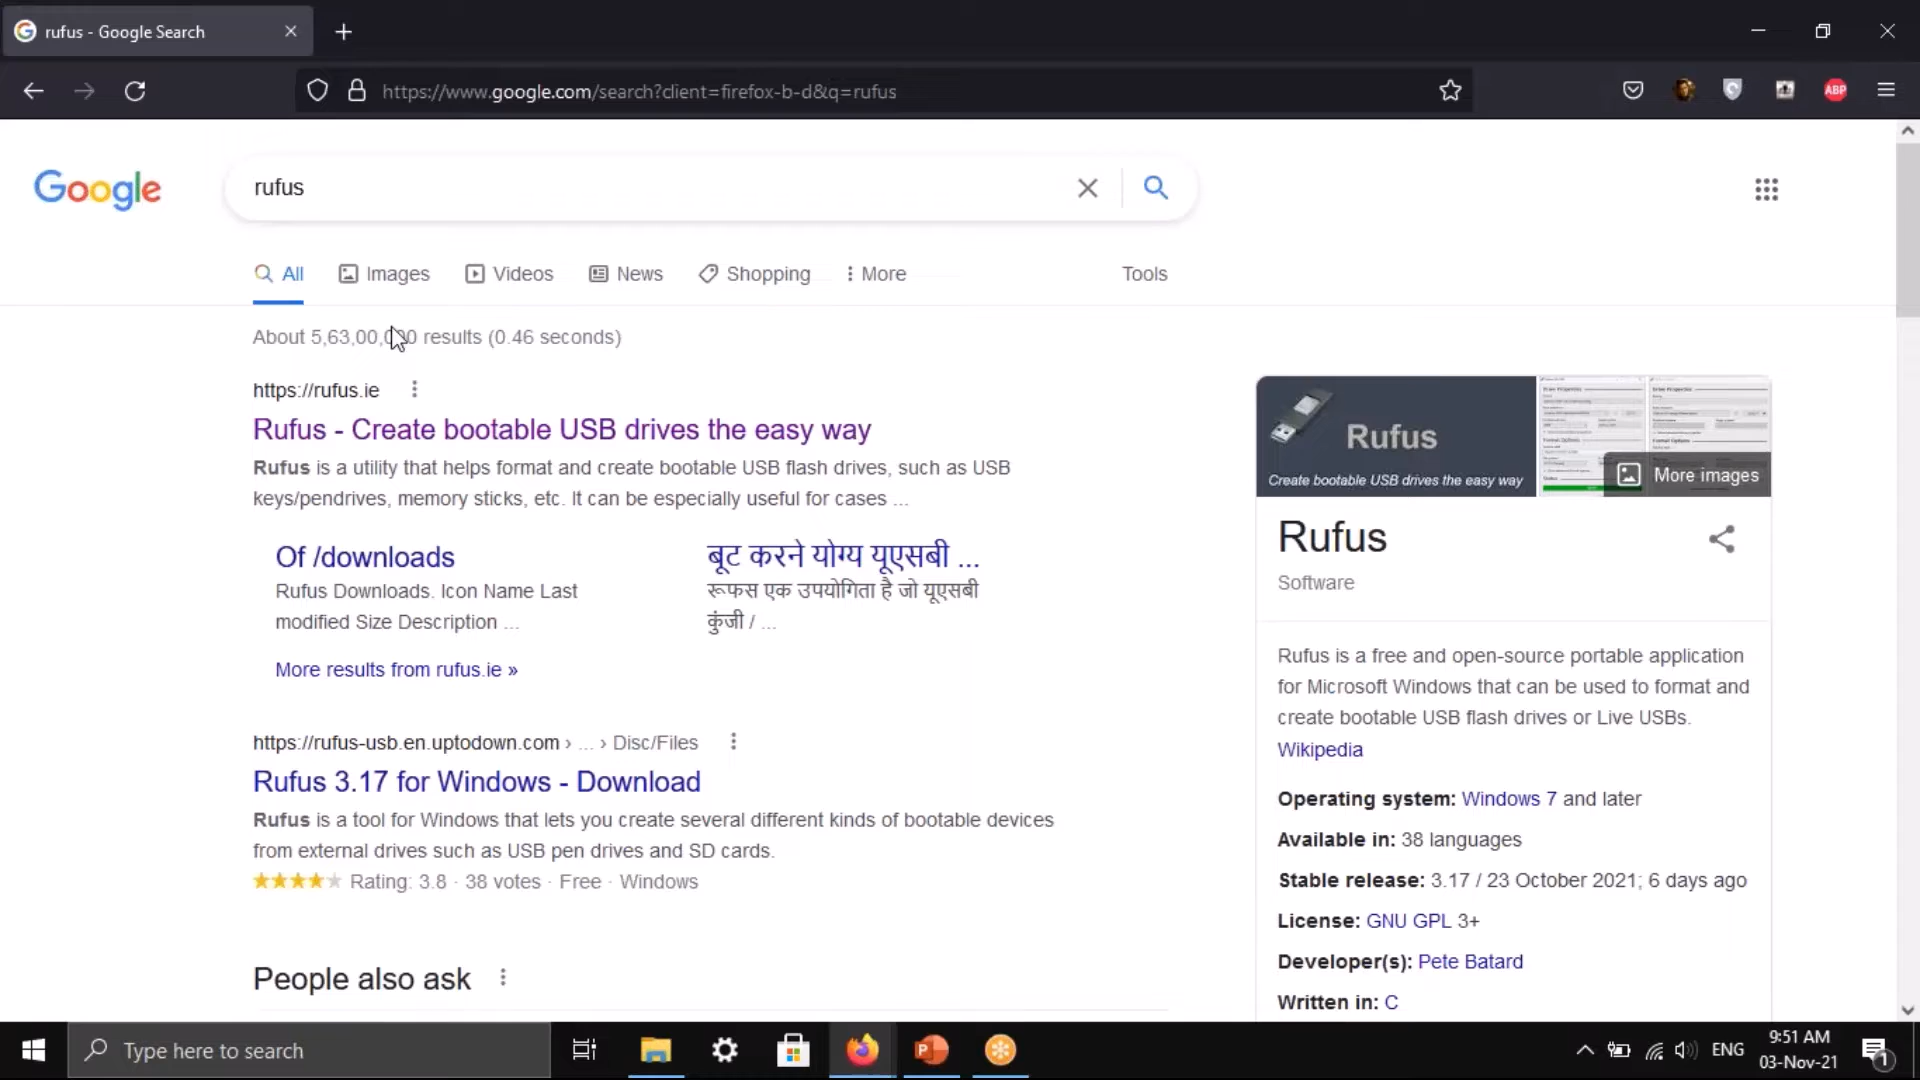 rufus - Google Search
https://www.google.com/search?client=firefox-b-d&q=rufus
ABP
Google
rufus
All
Images
Videos
News
Shopping
More
Tools
About 5,63,00,000 results (0.46 seconds)
https://rufus.ie
Rufus - Create bootable USB drives the easy way
Rufus is a utility that helps format and create bootable USB flash drives, such as USB
keys/pendrives, memory sticks, etc. It can be especially useful for cases ...
Of /downloads
Rufus Downloads. Icon Name Last
modified Size Description ...
बूट करने योग्य यूएसबी ...
रूफस एक उपयोगिता है जो यूएसबी
कुंजी / ...
More results from rufus.ie »
https://rufus-usb.en.uptodown.com › ... › Disc/Files
Rufus 3.17 for Windows - Download
Rufus is a tool for Windows that lets you create several different kinds of bootable devices
from external drives such as USB pen drives and SD cards.
Rating: 3.8 · 38 votes · Free · Windows
People also ask
Rufus
Create bootable USB drives the easy way
More images
Rufus
Software
Rufus is a free and open-source portable application
for Microsoft Windows that can be used to format and
create bootable USB flash drives or Live USBs.
Wikipedia
Operating system: Windows 7 and later
Available in: 38 languages
Stable release: 3.17 / 23 October 2021; 6 days ago
License: GNU GPL 3+
Developer(s): Pete Batard
Written in: C
Type here to search
ENG
9:51 AM
03-Nov-21
1